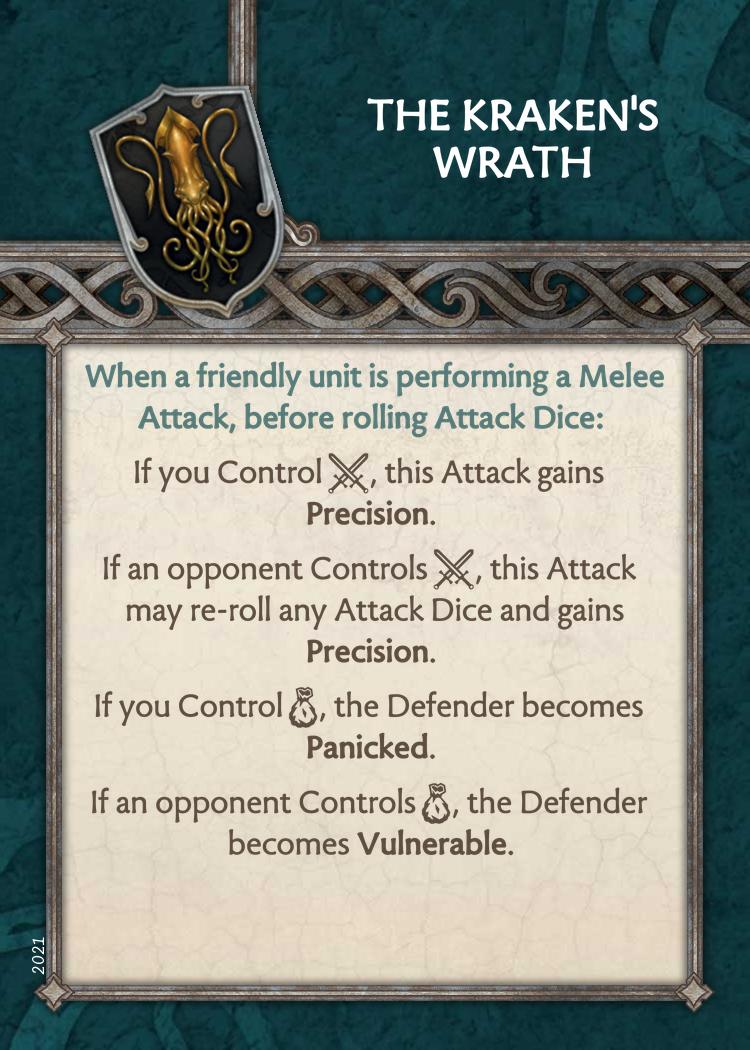 THE KRAKEN'S
WRATH
When a friendly unit is performing a Melee
Attack, before rolling Attack Dice:
If you Control , this Attack gains
Precision.
If an opponent Controls , this Attack
may re-roll any Attack Dice and gains
Precision.
If you Control , the Defender becomes
Panicked.
If an opponent Controls , the Defender
becomes Vulnerable.
2021